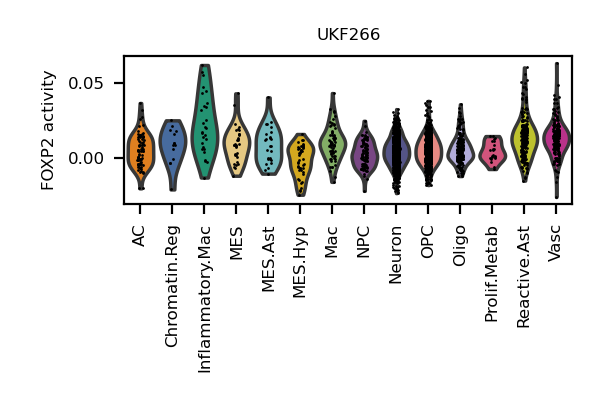 UKF266
FOXP2 activity
0.05
0.00
AC
Chromatin.Reg
Inflammatory.Mac
MES
MES.Ast
MES.Hyp
Mac
NPC
Neuron
OPC
Oligo
Prolif.Metab
Reactive.Ast
Vasc